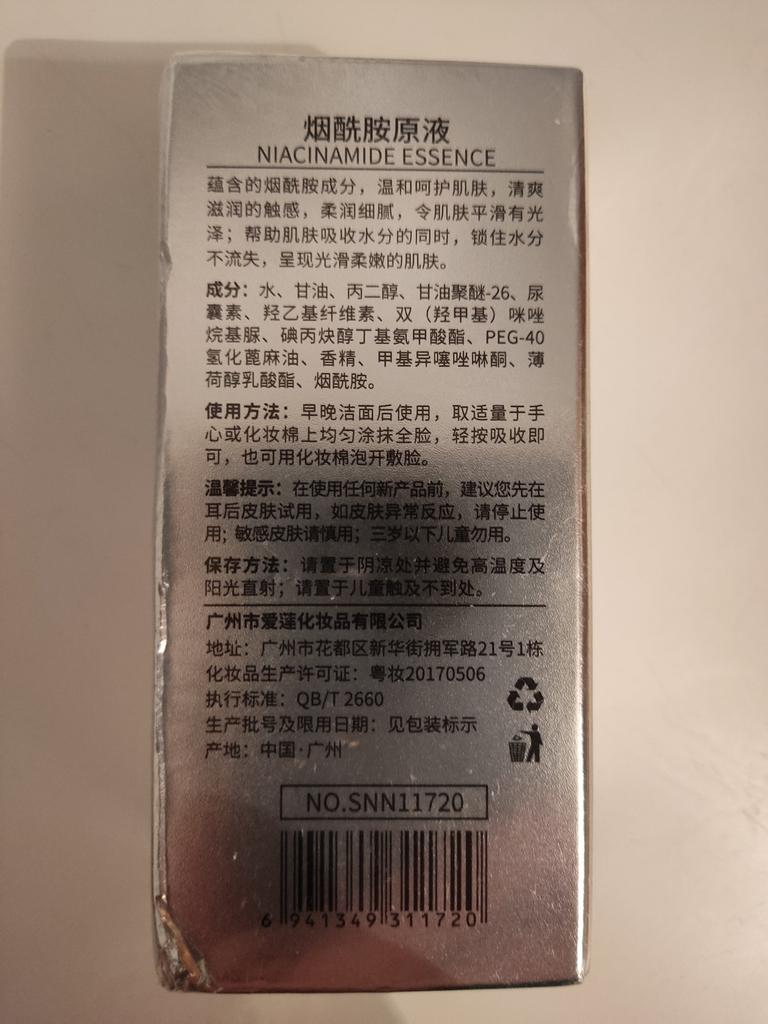 烟酰胺原液
NIACINAMIDE ESSENCE
蕴含的烟酰胺成分，温和呵护肌肤，清爽
滋润的触感，柔润细腻，令肌肤平滑有光
泽；帮助肌肤吸收水分的同时，锁住水分
不流失，呈现光滑柔嫩的肌肤。
成分：水、甘油、丙二醇、甘油聚醚-26、尿
囊素、羟乙基纤维素、双（羟甲基）咪唑
烷基脲、碘丙炔醇丁基氨甲酸酯、PEG-40
氢化蓖麻油、香精、甲基异噻唑啉酮、薄
荷醇乳酸酯、烟酰胺。
使用方法：早晚洁面后使用，取适量于手
心或化妆棉上均匀涂抹全脸，轻按吸收即
可，也可用化妆棉泡开敷脸。
温馨提示：在使用任何新产品前，建议您先在
耳后皮肤试用，如皮肤异常反应，请停止使
用；敏感皮肤请慎用；三岁以下儿童勿用。
保存方法：请置于阴凉处并避免高温度及
阳光直射；请置于儿童触及不到处。
广州市爱莲化妆品有限公司
地址：广州市花都区新华街拥军路21号1栋
化妆品生产许可证：粤妆20170506
执行标准：QB/T 2660
生产批号及限用日期：见包装标示
产地：中国·广州
NO.SNN11720
6 941349 311720